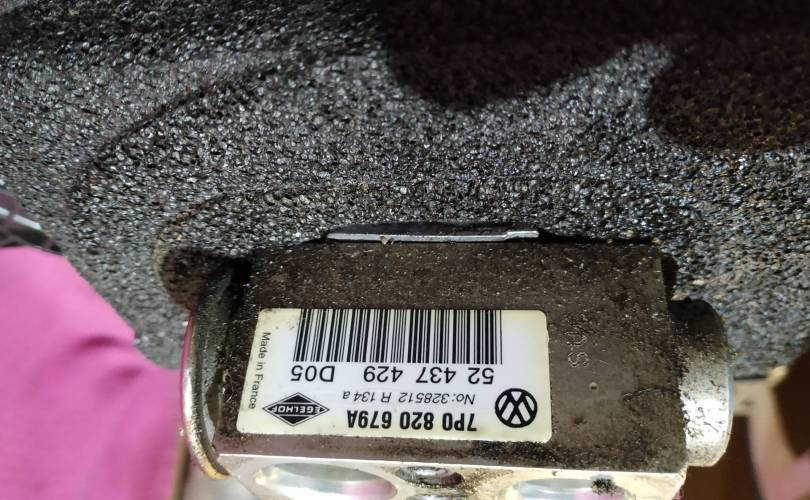 7P0 820 679A
No:328512 R 134 a
EGELHOF
52 437 429 D05
Made in France